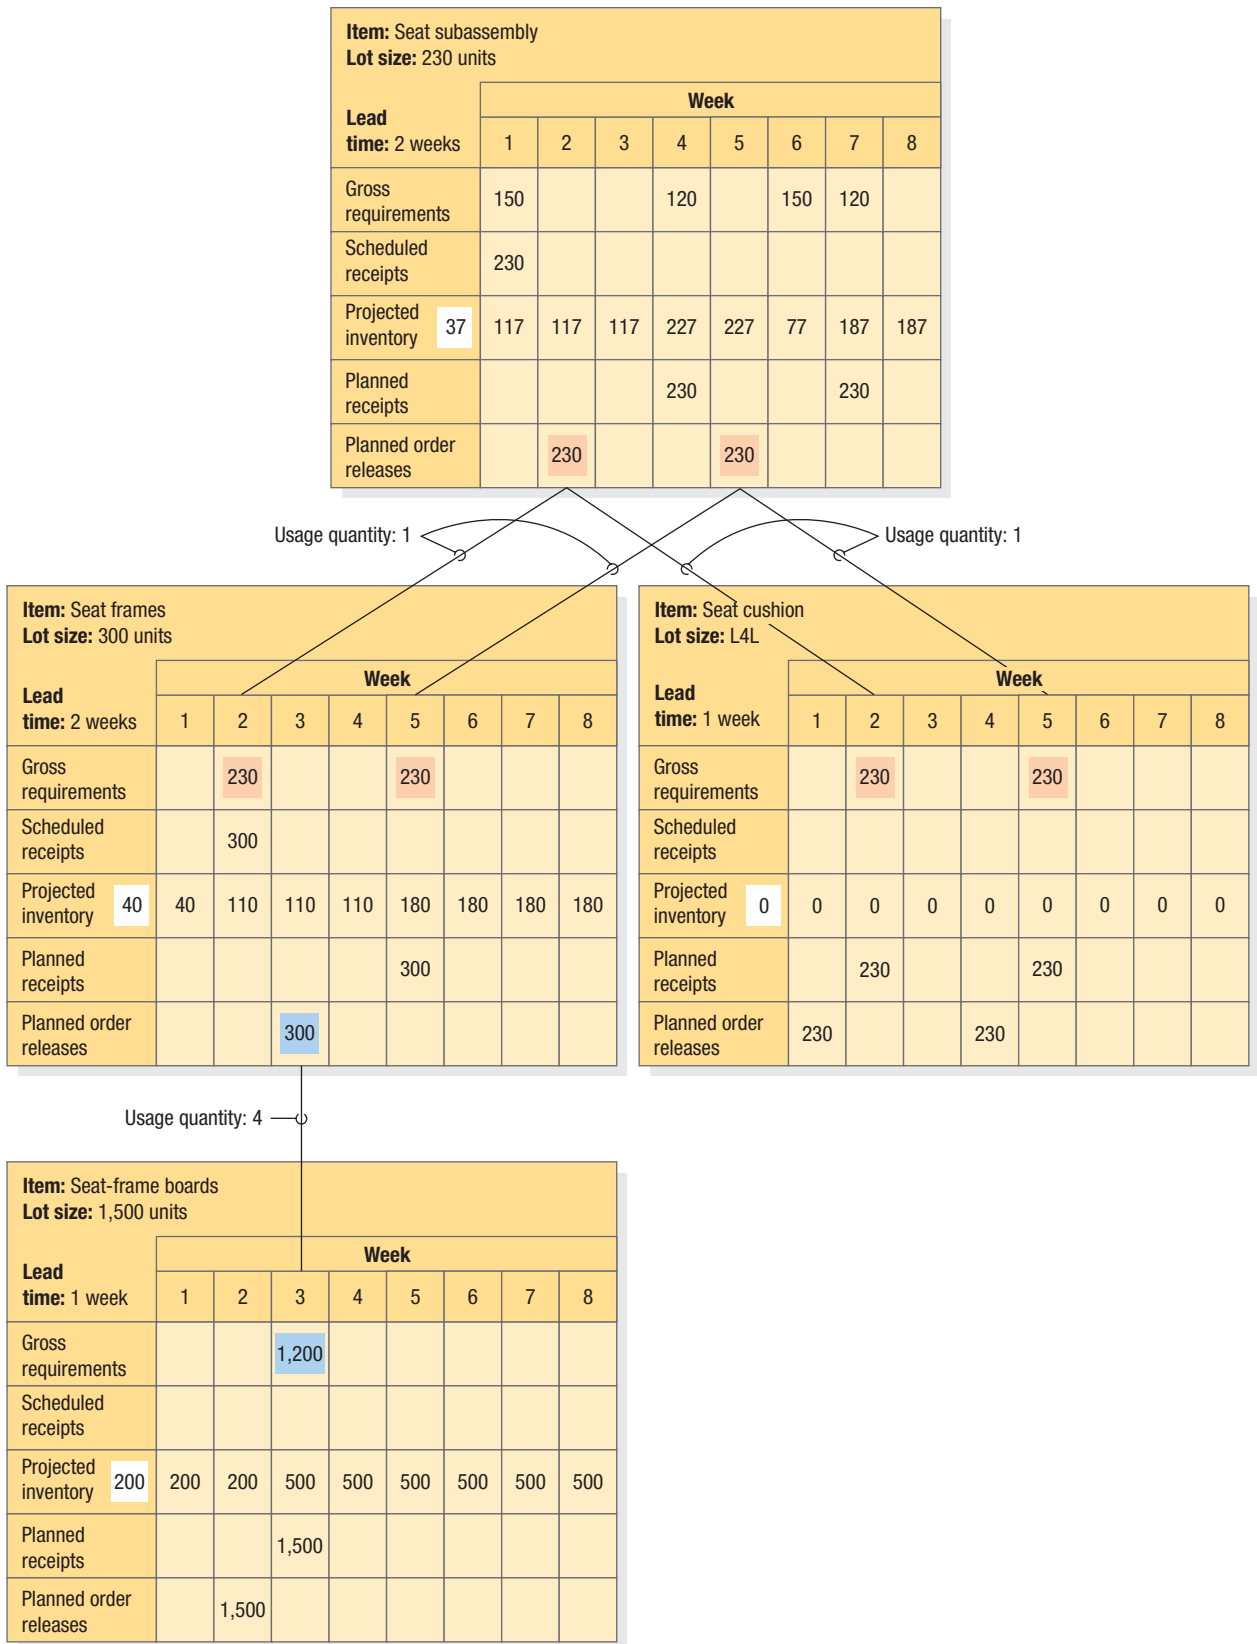 Item: Seat subassembly
Lot size: 230 units
Week
Lead
time: 2 weeks 1 2 3 4 5 6 7 8
Gross
requirements 150 120 150 120
Scheduled
receipts 230
Projected
inventory 37 117 117 117 227 227 77 187 187
Planned
receipts 230 230
Planned order
releases 230 230
Usage quantity: 1
Usage quantity: 1
Item: Seat frames
Lot size: 300 units
Week
Lead
time: 2 weeks 1 2 3 4 5 6 7 8
Gross
requirements 230 230
Scheduled
receipts 300
Projected
inventory 40 40 110 110 110 180 180 180 180
Planned
receipts 300
Planned order
releases 300
Item: Seat cushion
Lot size: L4L
Week
Lead
time: 1 week 1 2 3 4 5 6 7 8
Gross
requirements 230 230
Scheduled
receipts
Projected
inventory 0 0 0 0 0 0 0 0 0
Planned
receipts 230 230
Planned order
releases 230 230
Usage quantity: 4
Item: Seat-frame boards
Lot size: 1,500 units
Week
Lead
time: 1 week 1 2 3 4 5 6 7 8
Gross
requirements 1,200
Scheduled
receipts
Projected
inventory 200 200 200 500 500 500 500 500 500
Planned
receipts 1,500
Planned order
releases 1,500